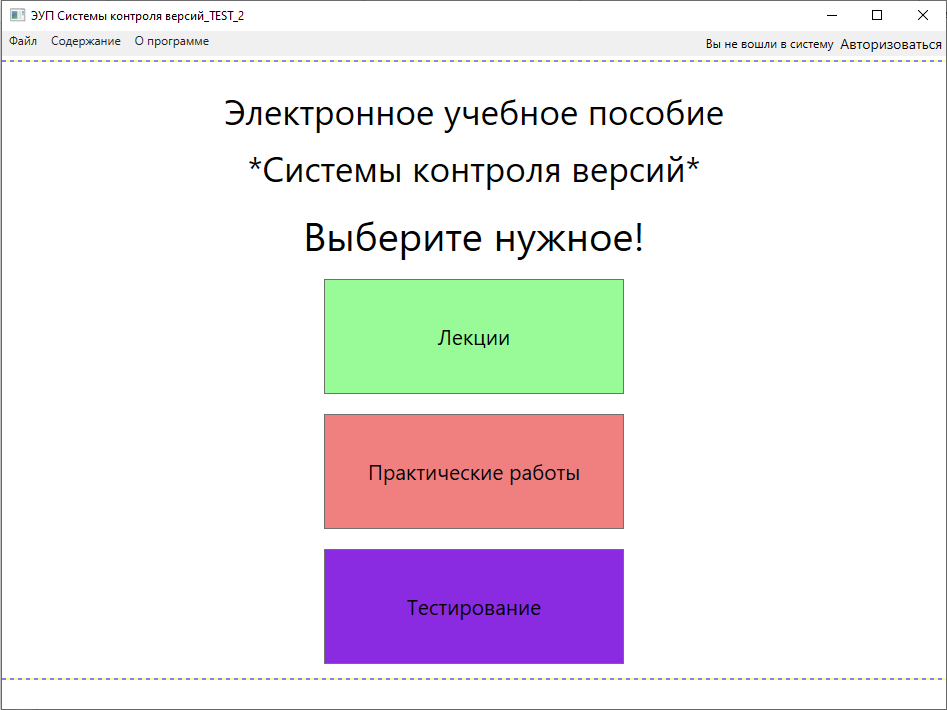 ЭУП Системы контроля версий_TEST_2
Файл Содержание О программе Вы не вошли в систему Авторизоваться
Электронное учебное пособие
*Системы контроля версий*
Выберите нужное!
Лекции
Практические работы
Тестирование